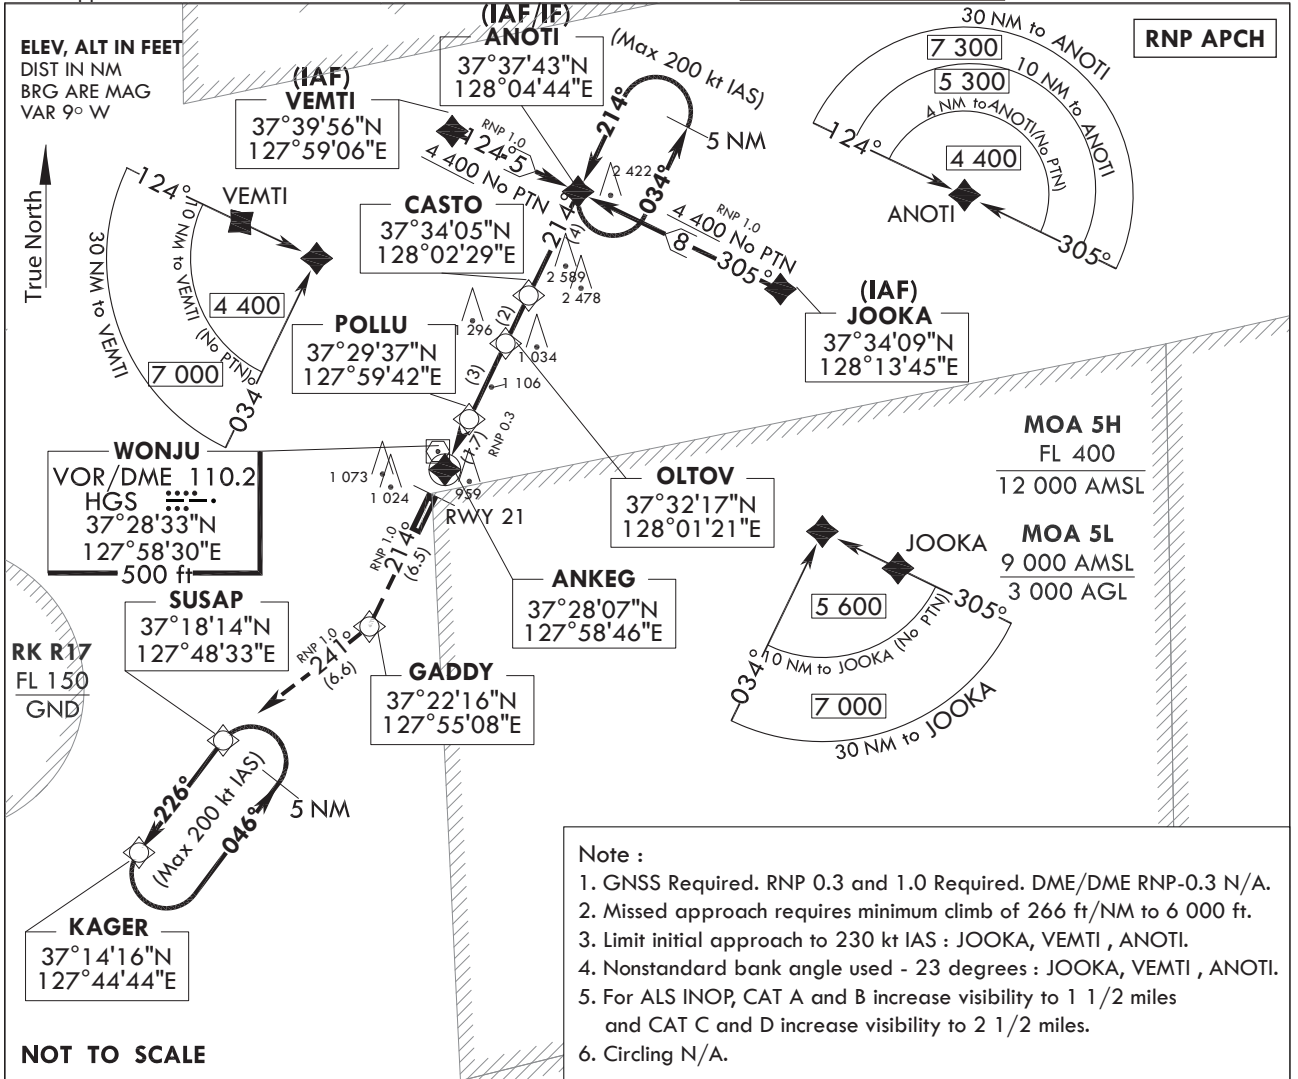 ELEV, ALT IN FEET
DIST IN NM
BRG ARE MAG
VAR 9° W
True North
RNP APCH
(IAF/IF)
ANOTI
37°37'43"N
128°04'44"E
(IAF)
VEMTI
37°39'56"N
127°59'06"E
(Max 200 kt IAS)
214°
034°
5 NM
RNP 1.0
124°
5
4 400 No PTN
2 422
RNP 1.0
4 400 No PTN
8
305°
(IAF)
JOOKA
37°34'09"N
128°13'45"E
30 NM to ANOTI
7 300
10 NM to ANOTI
5 300
4 NM to ANOTI(No PTN)
4 400
124°
ANOTI
305°
124°
VEMTI
10 NM to VEMTI (No PTN)
30 NM to VEMTI
4 400
7 000
034°
CASTO
37°34'05"N
128°02'29"E
214°
(4)
2 589
2 478
POLLU
37°29'37"N
127°59'42"E
1 296
(2)
1 034
(3)
1 106
(1.7)
RNP 0.3
WONJU
VOR/DME 110.2
HGS
37°28'33"N
127°58'30"E
500 ft
1 073
1 024
959
RWY 21
OLTOV
37°32'17"N
128°01'21"E
MOA 5H
FL 400
12 000 AMSL
MOA 5L
9 000 AMSL
3 000 AGL
JOOKA
305°
5 600
10 NM to JOOKA (No PTN)
034°
7 000
30 NM to JOOKA
RNP 1.0
214°
(6.5)
ANKEG
37°28'07"N
127°58'46"E
SUSAP
37°18'14"N
127°48'33"E
RK R17
FL 150
GND
RNP 1.0
241°
(6.6)
GADDY
37°22'16"N
127°55'08"E
226°
(Max 200 kt IAS)
046°
5 NM
KAGER
37°14'16"N
127°44'44"E
NOT TO SCALE
Note :
1. GNSS Required. RNP 0.3 and 1.0 Required. DME/DME RNP-0.3 N/A.
2. Missed approach requires minimum climb of 266 ft/NM to 6 000 ft.
3. Limit initial approach to 230 kt IAS : JOOKA, VEMTI , ANOTI.
4. Nonstandard bank angle used - 23 degrees : JOOKA, VEMTI , ANOTI.
5. For ALS INOP, CAT A and B increase visibility to 1 1/2 miles
and CAT C and D increase visibility to 2 1/2 miles.
6. Circling N/A.